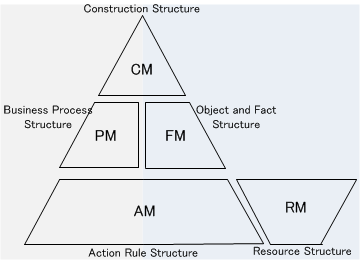 Construction Structure
CM
Business Process
Structure
Object and Fact
Structure
PM
FM
AM
RM
Action Rule Structure
Resource Structure